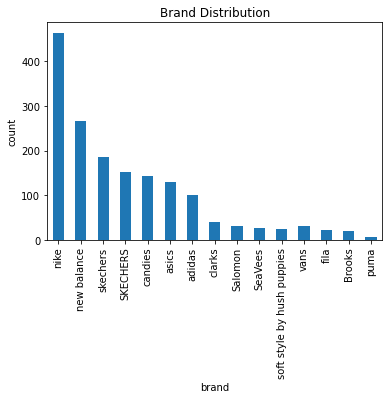 Brand Distribution
count
400
300
200
100
0
nike
new balance
skechers
SKECHERS
candies
asics
adidas
clarks
Salomon
SeaVees
soft style by hush puppies
vans
fila
Brooks
puma
brand